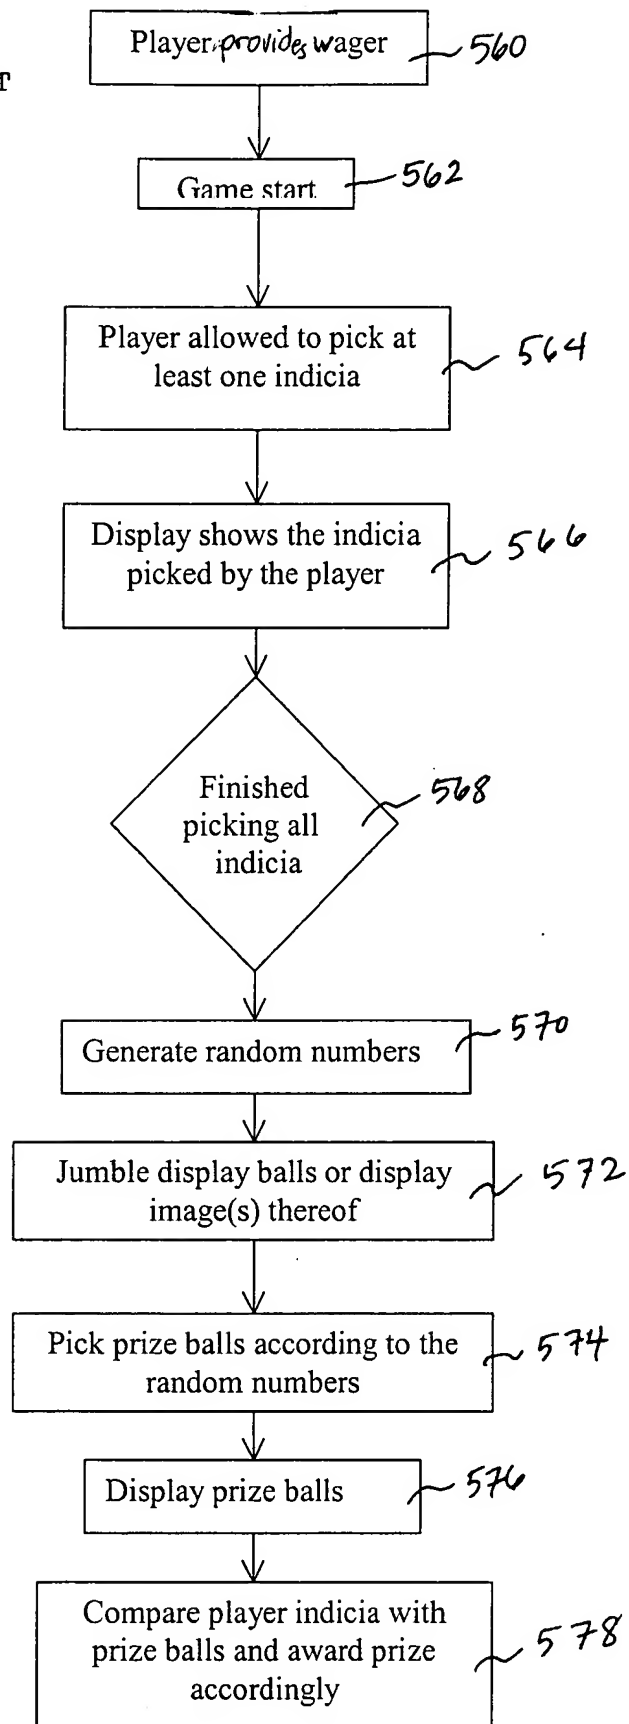 Player provides wager 560
T
Game start 562
Player allowed to pick at 564
least one indicia
Display shows the indicia 566
picked by the player
Finished 568
picking all
indicia
Generate random numbers 570
Jumble display balls or display 572
image(s) thereof
Pick prize balls according to the 574
random numbers
Display prize balls 576
Compare player indicia with
prize balls and award prize 578
accordingly